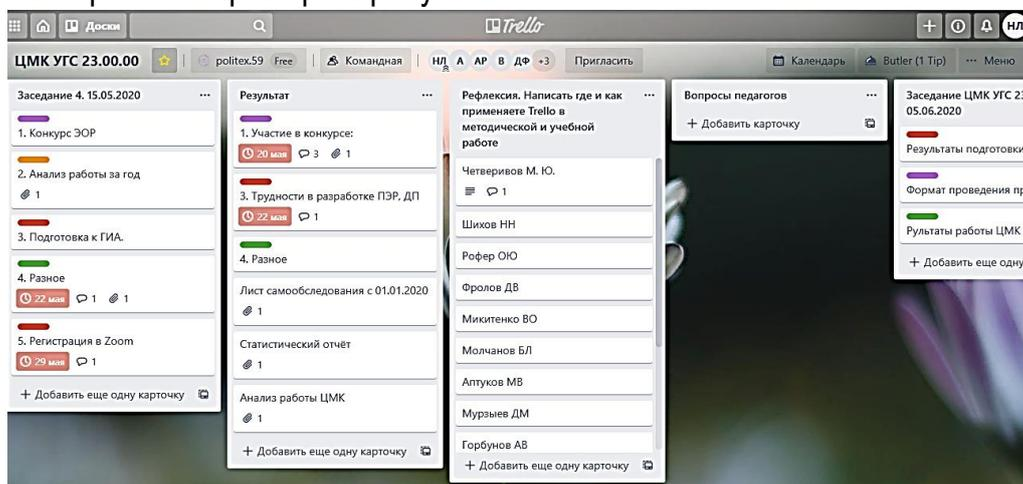 Доски
Trello
НЛ
ЦМК УГС 23.00.00
politex.59 Free
Командная
НЛ А АР В ДФ +3
Пригласить
Календарь
Butler (1 Tip)
... Меню
Заседание 4. 15.05.2020 ...
1. Конкурс ЭОР
2. Анализ работы за год
1
3. Подготовка к ГИА.
4. Разное
22 мая 1 1
5. Регистрация в Zoom
29 мая 1
+ Добавить еще одну карточку
Результат ...
1. Участие в конкурсе:
20 мая 3 1
3. Трудности в разработке ПЭР, ДП
22 мая 1
4. Разное
Лист самообследования с 01.01.2020
1
Статистический отчёт
1
Анализ работы ЦМК
1
+ Добавить еще одну карточку
Рефлексия. Написать где и как ...
применяете Trello в
методической и учебной
работе
Четверивов М. Ю.
1
Шихов НН
Рофер ОЮ
Фролов ДВ
Микитенко ВО
Молчанов БЛ
Аптуков МВ
Мурзыев ДМ
Горбунов АВ
+ Добавить еще одну карточку
Вопросы педагогов ...
+ Добавить карточку
Заседание ЦМК УГС 23
05.06.2020
Результаты подготовки
Формат проведения пр
Рультаты работы ЦМК
+ Добавить еще одну